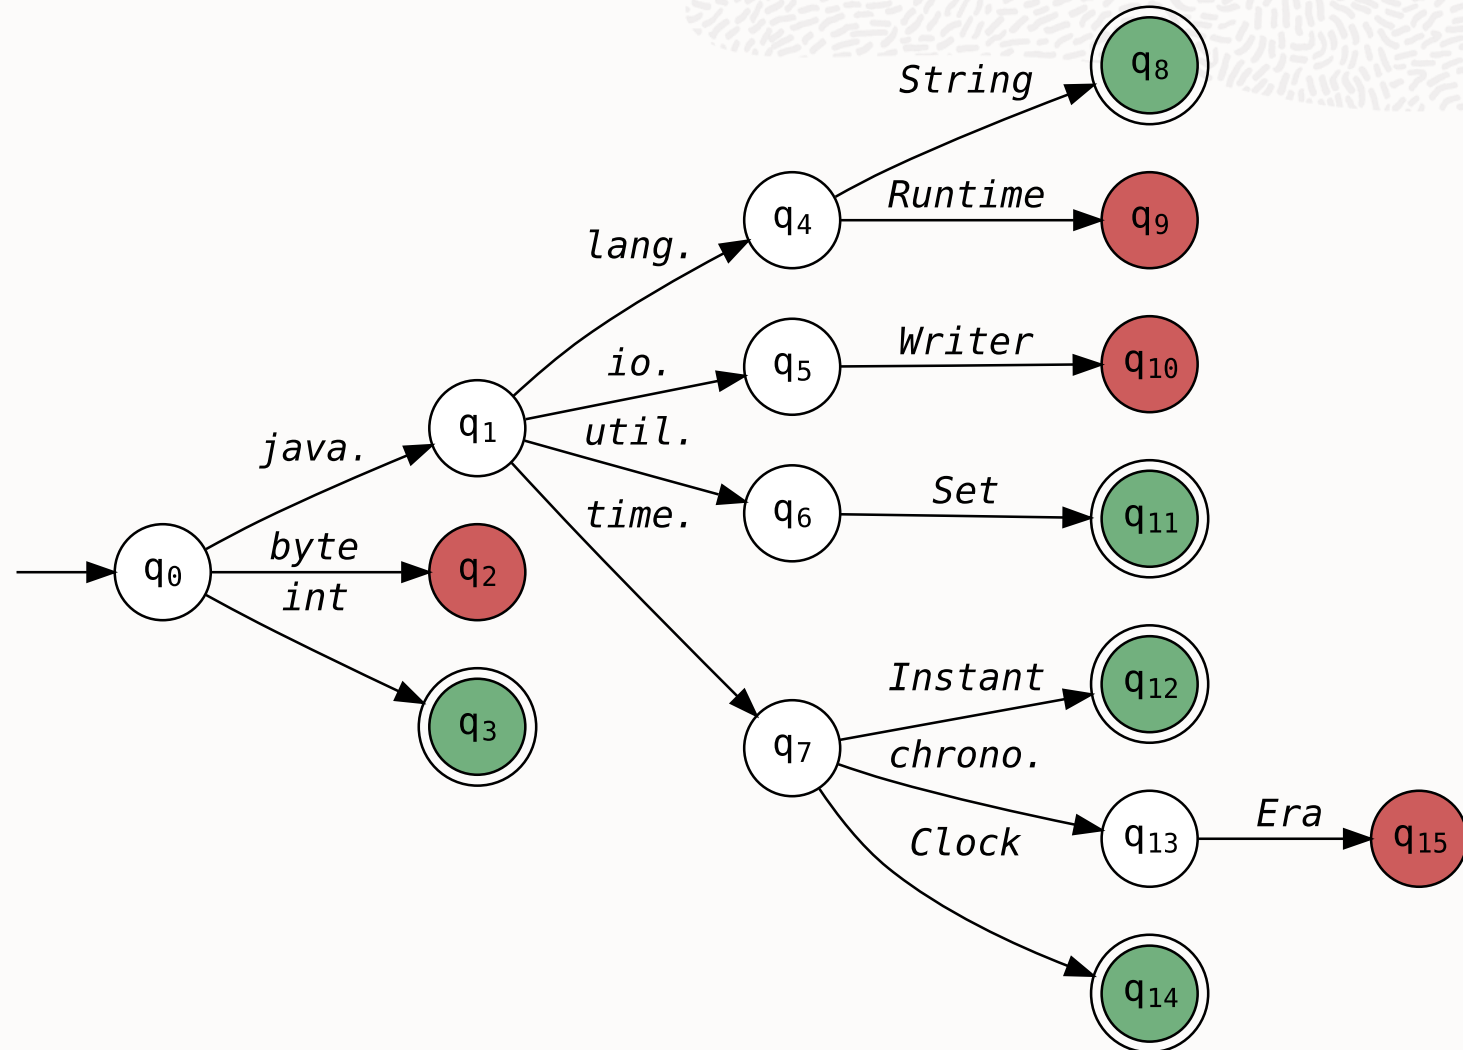 String
q8
Runtime
q4
q9
lang.
Writer
io.
q5
q10
util.
q1
java.
Set
time.
q6
q11
byte
q0
q2
int
Instant
q12
q3
chrono.
q7
Era
Clock
q13
q15
q14